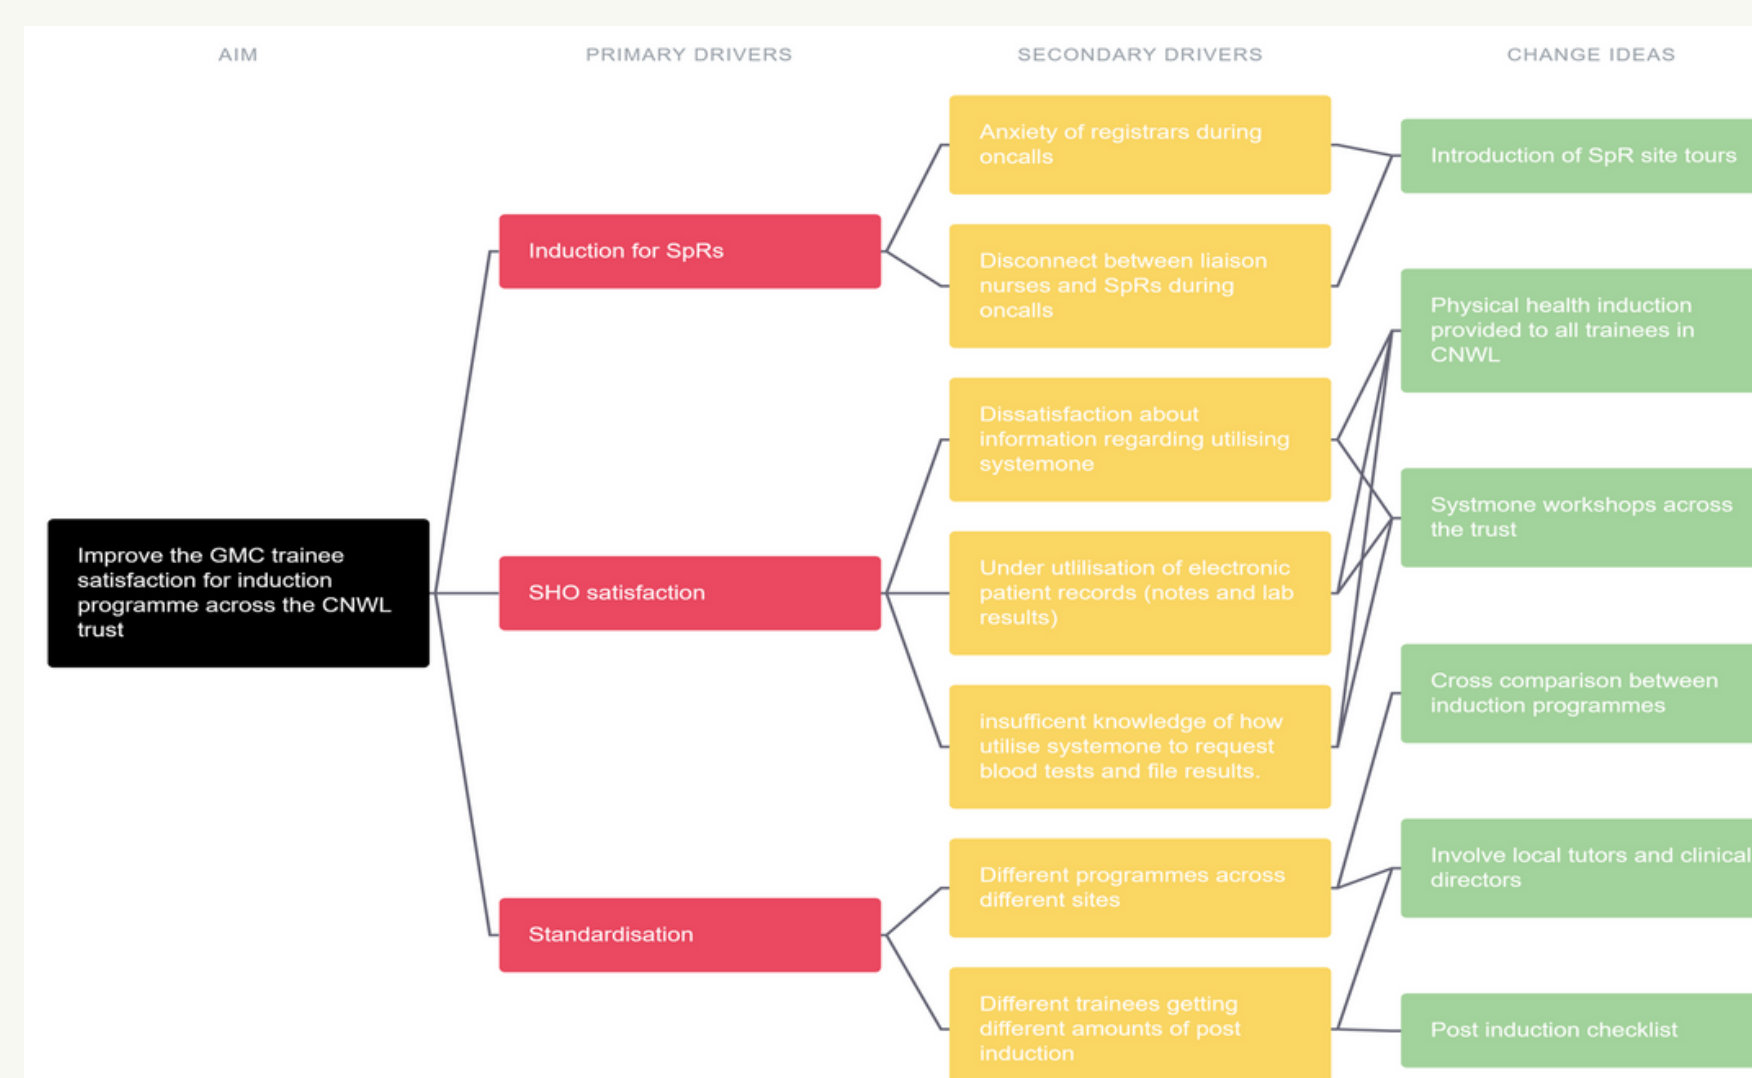 AIM
PRIMARY DRIVERS
SECONDARY DRIVERS
CHANGE IDEAS
Improve the GMC trainee
satisfaction for induction
programme across the CNWL
trust
Induction for SpRs
SHO satisfaction
Standardisation
Anxiety of registrars during
oncalls
Disconnect between liaison
nurses and SpRs during
oncalls
Dissatisfaction about
information regarding utilising
systemone
Under utlilisation of electronic
patient records (notes and lab
results)
insufficent knowledge of how
utilise systemone to request
blood tests and file results.
Different programmes across
different sites
Different trainees getting
different amounts of post
induction
Introduction of SpR site tours
Physical health induction
provided to all trainees in
CNWL
Systmone workshops across
the trust
Cross comparison between
induction programmes
Involve local tutors and clinical
directors
Post induction checklist